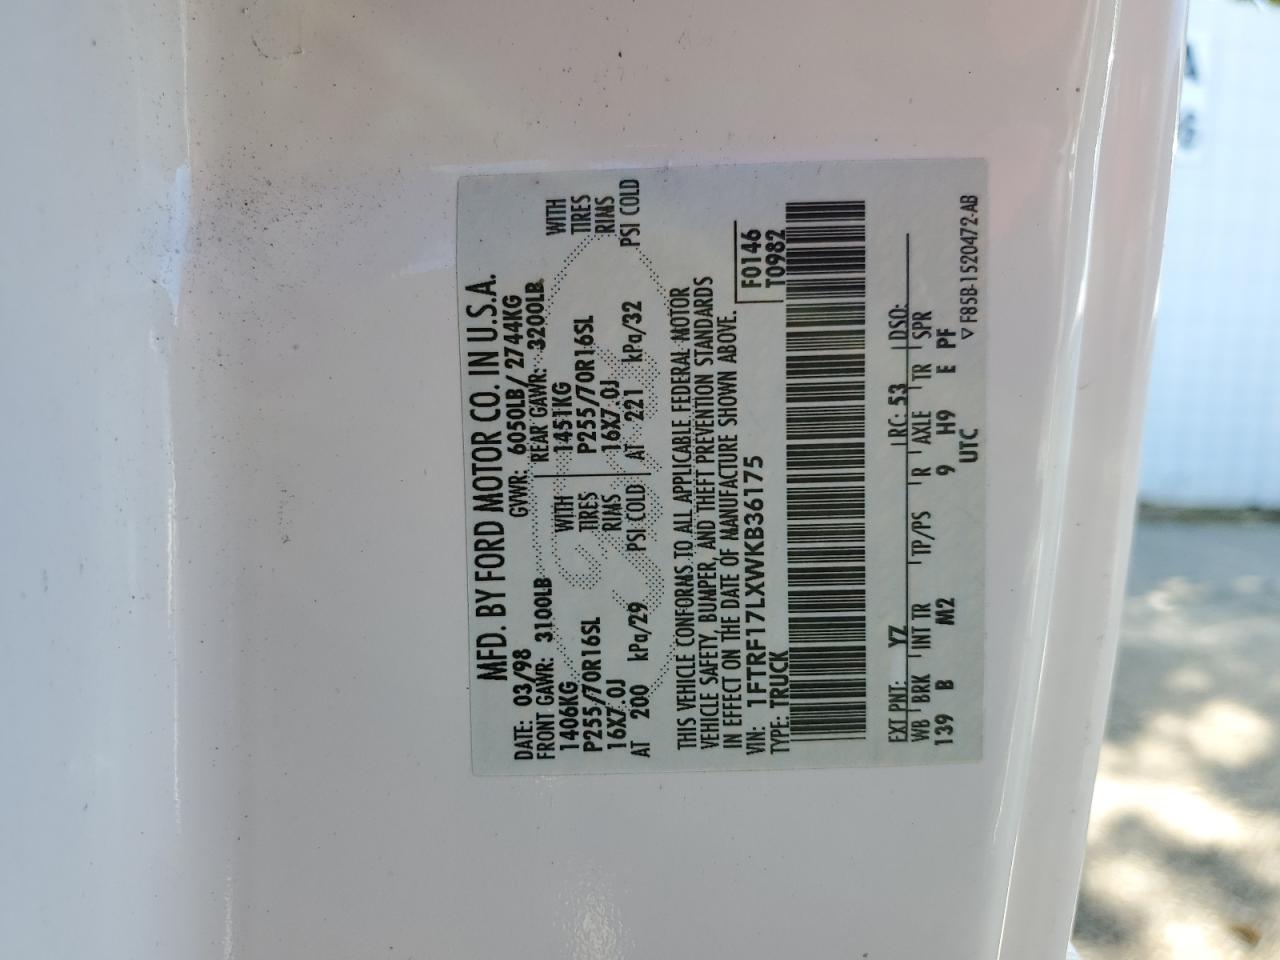 MFD. BY FORD MOTOR CO. IN U.S.A.
DATE: 03/98 GVWR: 6050LB/ 2744KG
FRONT GAWR: 3100LB REAR GAWR: 3200LB
1406KG WITH 1451KG WITH
P255/70R16SL TIRES P255/70R16SL TIRES
16X7.0J RIMS 16X7.0J RIMS
AT 200 kPa/29 PSI COLD AT 221 kPa/32 PSI COLD
THIS VEHICLE CONFORMS TO ALL APPLICABLE FEDERAL MOTOR
VEHICLE SAFETY, BUMPER, AND THEFT PREVENTION STANDARDS
IN EFFECT ON THE DATE OF MANUFACTURE SHOWN ABOVE.
VIN: 1FTRF17LXWKB36175 F0146
TYPE: TRUCK T0982
EXT PNT: YZ RC: 53 DSO:
WB BRK INT TR TP/PS R AXLE TR SPR
139 B M2 9 H9 E PF
UTC ▽ F85B-1520472-AB